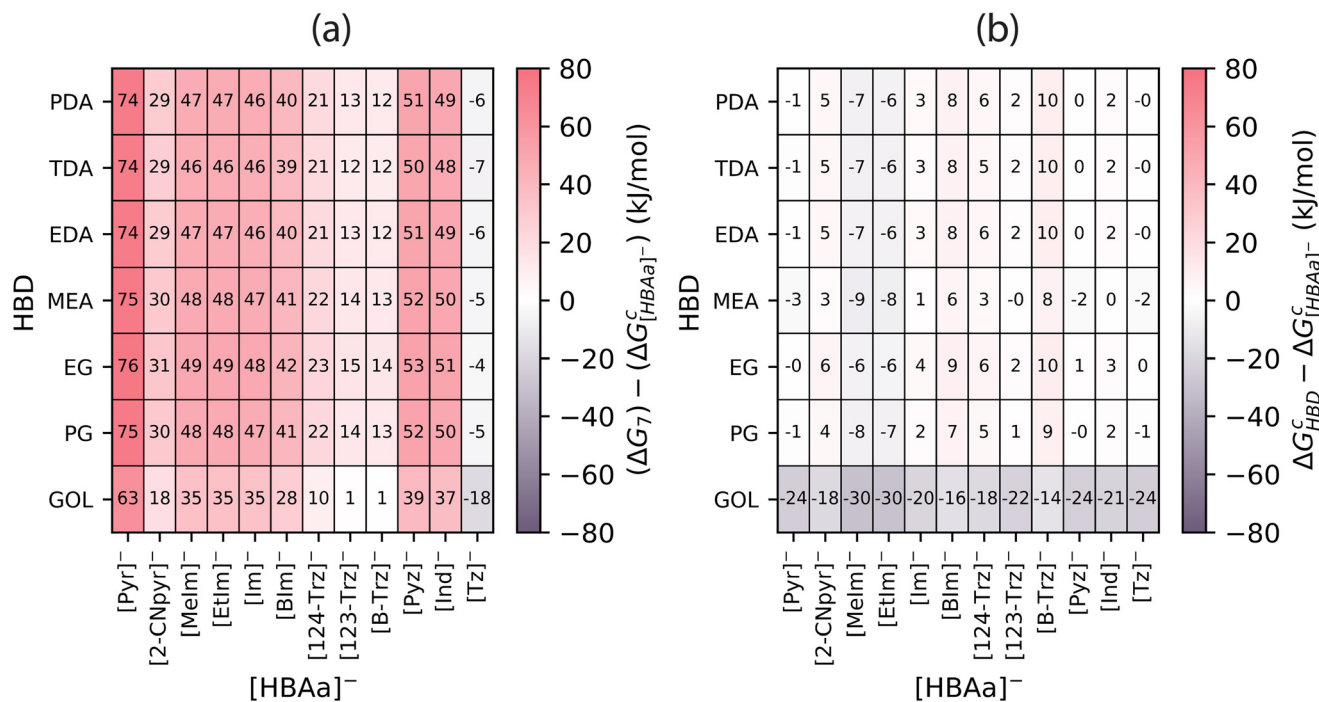 (a)
HBD
PDA 74 29 47 47 46 40 21 13 12 51 49 -6
TDA 74 29 46 46 46 39 21 12 12 50 48 -7
EDA 74 29 47 47 46 40 21 13 12 51 49 -6
MEA 75 30 48 48 47 41 22 14 13 52 50 -5
EG 76 31 49 49 48 42 23 15 14 53 51 -4
PG 75 30 48 48 47 41 22 14 13 52 50 -5
GOL 63 18 35 35 35 28 10 1 1 39 37 -18
[Pyr]⁻ [2-CNpyr]⁻ [MeIm]⁻ [EtIm]⁻ [Im]⁻ [BIm]⁻ [124-Trz]⁻ [123-Trz]⁻ [B-Trz]⁻ [Pyz]⁻ [Ind]⁻ [Tz]⁻
[HBAa]⁻
80
60
40
20
0
−20
−40
−60
−80
(ΔG₇) − (ΔG^c_[HBAa]⁻) (kJ/mol)
(b)
HBD
PDA -1 5 -7 -6 3 8 6 2 10 0 2 -0
TDA -1 5 -7 -6 3 8 5 2 10 0 2 -0
EDA -1 5 -7 -6 3 8 6 2 10 0 2 -0
MEA -3 3 -9 -8 1 6 3 -0 8 -2 0 -2
EG -0 6 -6 -6 4 9 6 2 10 1 3 0
PG -1 4 -8 -7 2 7 5 1 9 -0 2 -1
GOL -24 -18 -30 -30 -20 -16 -18 -22 -14 -24 -21 -24
[Pyr]⁻ [2-CNpyr]⁻ [MeIm]⁻ [EtIm]⁻ [Im]⁻ [BIm]⁻ [124-Trz]⁻ [123-Trz]⁻ [B-Trz]⁻ [Pyz]⁻ [Ind]⁻ [Tz]⁻
[HBAa]⁻
80
60
40
20
0
−20
−40
−60
−80
ΔG^c_HBD − ΔG^c_[HBAa]⁻ (kJ/mol)